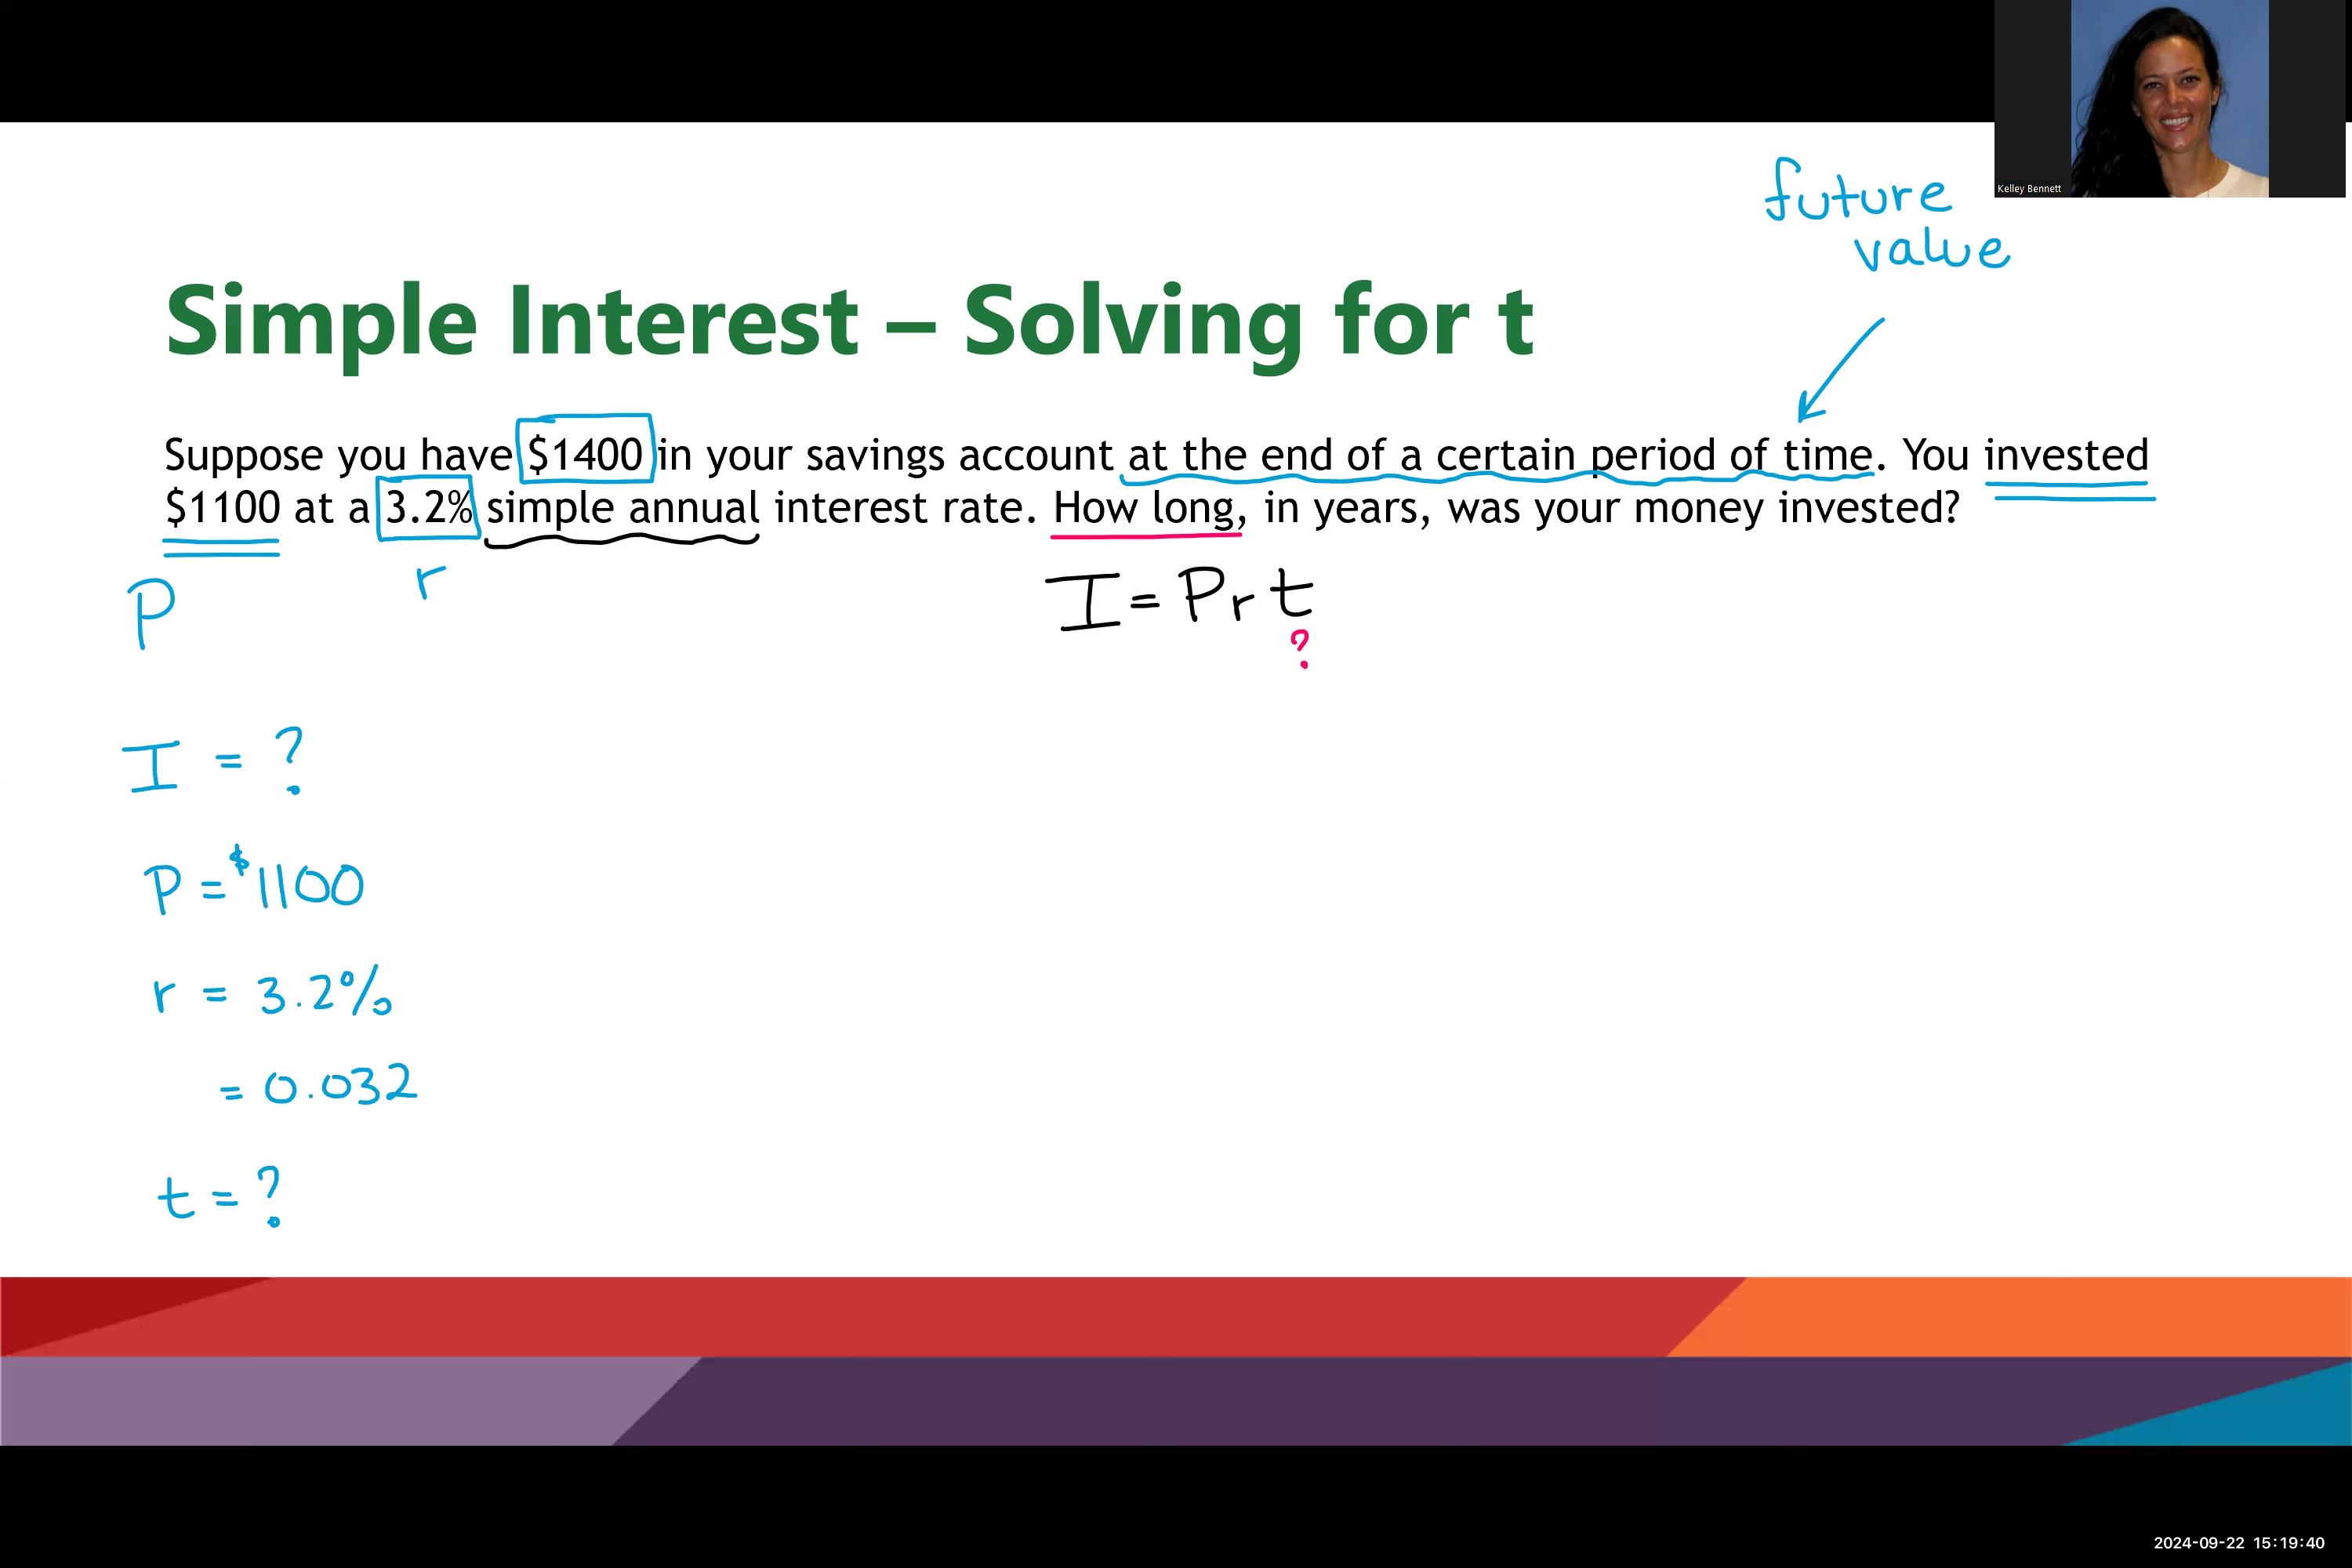 Kelley Bennett
future
value
Simple Interest – Solving for t
Suppose you have $1400 in your savings account at the end of a certain period of time. You invested
$1100 at a 3.2% simple annual interest rate. How long, in years, was your money invested?
P
r
I = Prt
?
I = ?
P = $1100
r = 3.2%
= 0.032
t = ?
2024-09-22 15:19:40